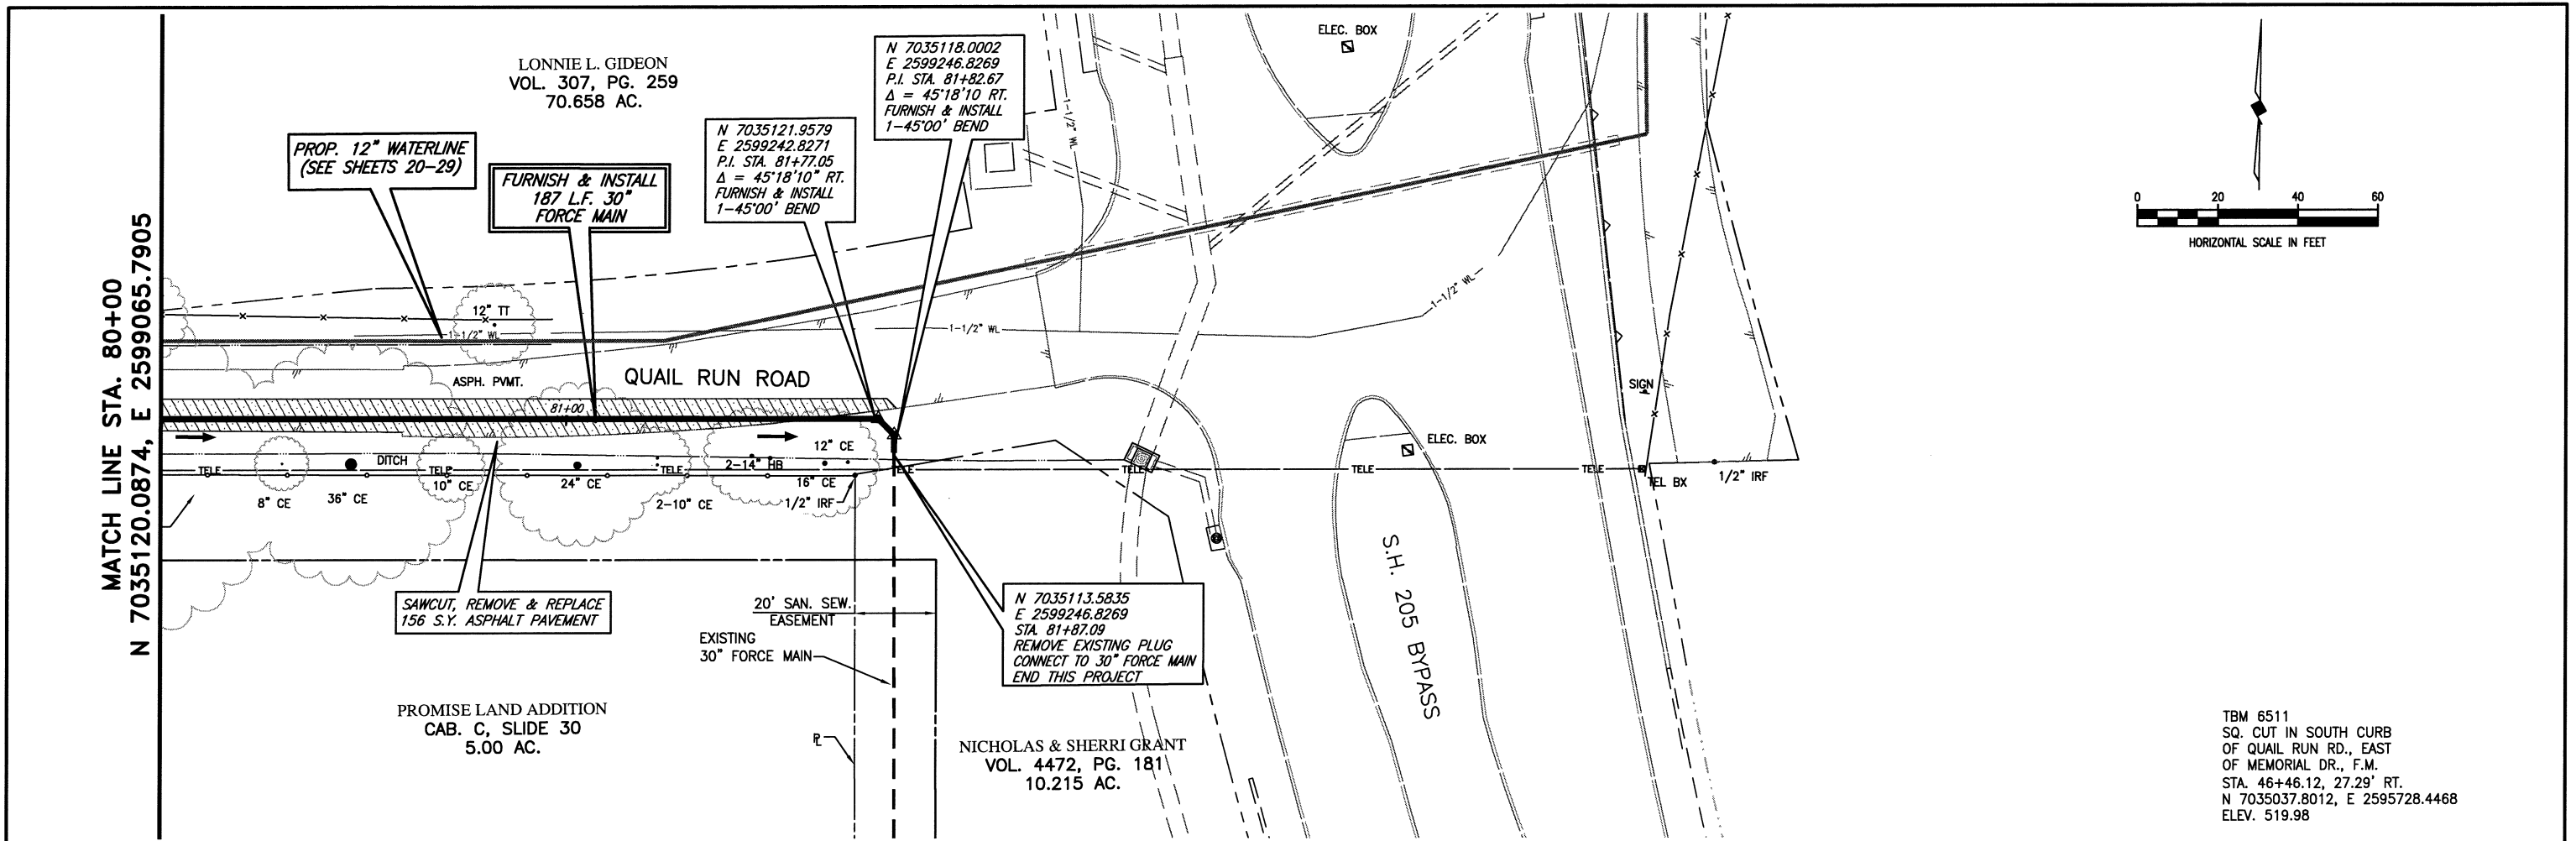 MATCH LINE STA. 80+00
N 7035120.0874, E 2599065.7905
LONNIE L. GIDEON
VOL. 307, PG. 259
70.658 AC.
PROP. 12" WATERLINE
(SEE SHEETS 20-29)
FURNISH & INSTALL
187 L.F. 30"
FORCE MAIN
N 7035121.9579
E 2599242.8271
P.I. STA. 81+77.05
Δ = 45°18'10" RT.
FURNISH & INSTALL
1-45°00' BEND
N 7035118.0002
E 2599246.8269
P.I. STA. 81+82.67
Δ = 45°18'10 RT.
FURNISH & INSTALL
1-45°00' BEND
1-1/2" WL
ELEC. BOX
0 20 40 60
HORIZONTAL SCALE IN FEET
12" TT
1-1/2" WL
1-1/2" WL
1-1/2" WL
ASPH. PVMT.
QUAIL RUN ROAD
81+00
SIGN
ELEC. BOX
12" CE
DITCH
2-14" HB
TELE
TELE
TELE
TELE
TELE
TELE
TELE
8" CE
36" CE
10" CE
24" CE
2-10" CE
16" CE
1/2" IRF
TEL BX
1/2" IRF
SAWCUT, REMOVE & REPLACE
156 S.Y. ASPHALT PAVEMENT
20' SAN. SEW.
EASEMENT
EXISTING
30" FORCE MAIN
N 7035113.5835
E 2599246.8269
STA. 81+87.09
REMOVE EXISTING PLUG
CONNECT TO 30" FORCE MAIN
END THIS PROJECT
S.H. 205 BYPASS
PROMISE LAND ADDITION
CAB. C, SLIDE 30
5.00 AC.
PL
NICHOLAS & SHERRI GRANT
VOL. 4472, PG. 181
10.215 AC.
TBM 6511
SQ. CUT IN SOUTH CURB
OF QUAIL RUN RD., EAST
OF MEMORIAL DR., F.M.
STA. 46+46.12, 27.29' RT.
N 7035037.8012, E 2595728.4468
ELEV. 519.98